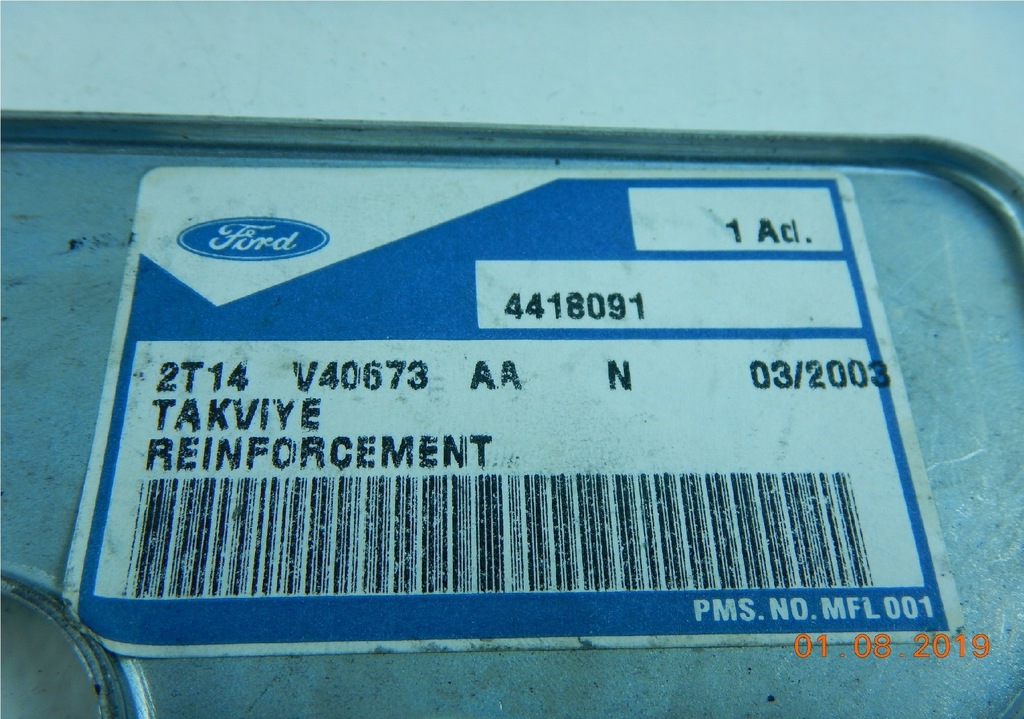 Ford
1 Ad.
4418091
2T14 V40673 AA N 03/2003
TAKVIYE
REINFORCEMENT
PMS. NO. MFL 001
01.08.2019